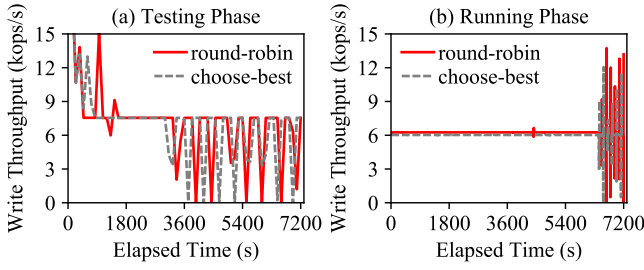 (a) Testing Phase
Write Throughput (kops/s)
15
12
9
6
3
0
round-robin
choose-best
0 1800 3600 5400 7200
Elapsed Time (s)
(b) Running Phase
Write Throughput (kops/s)
15
12
9
6
3
0
round-robin
choose-best
0 1800 3600 5400 7200
Elapsed Time (s)